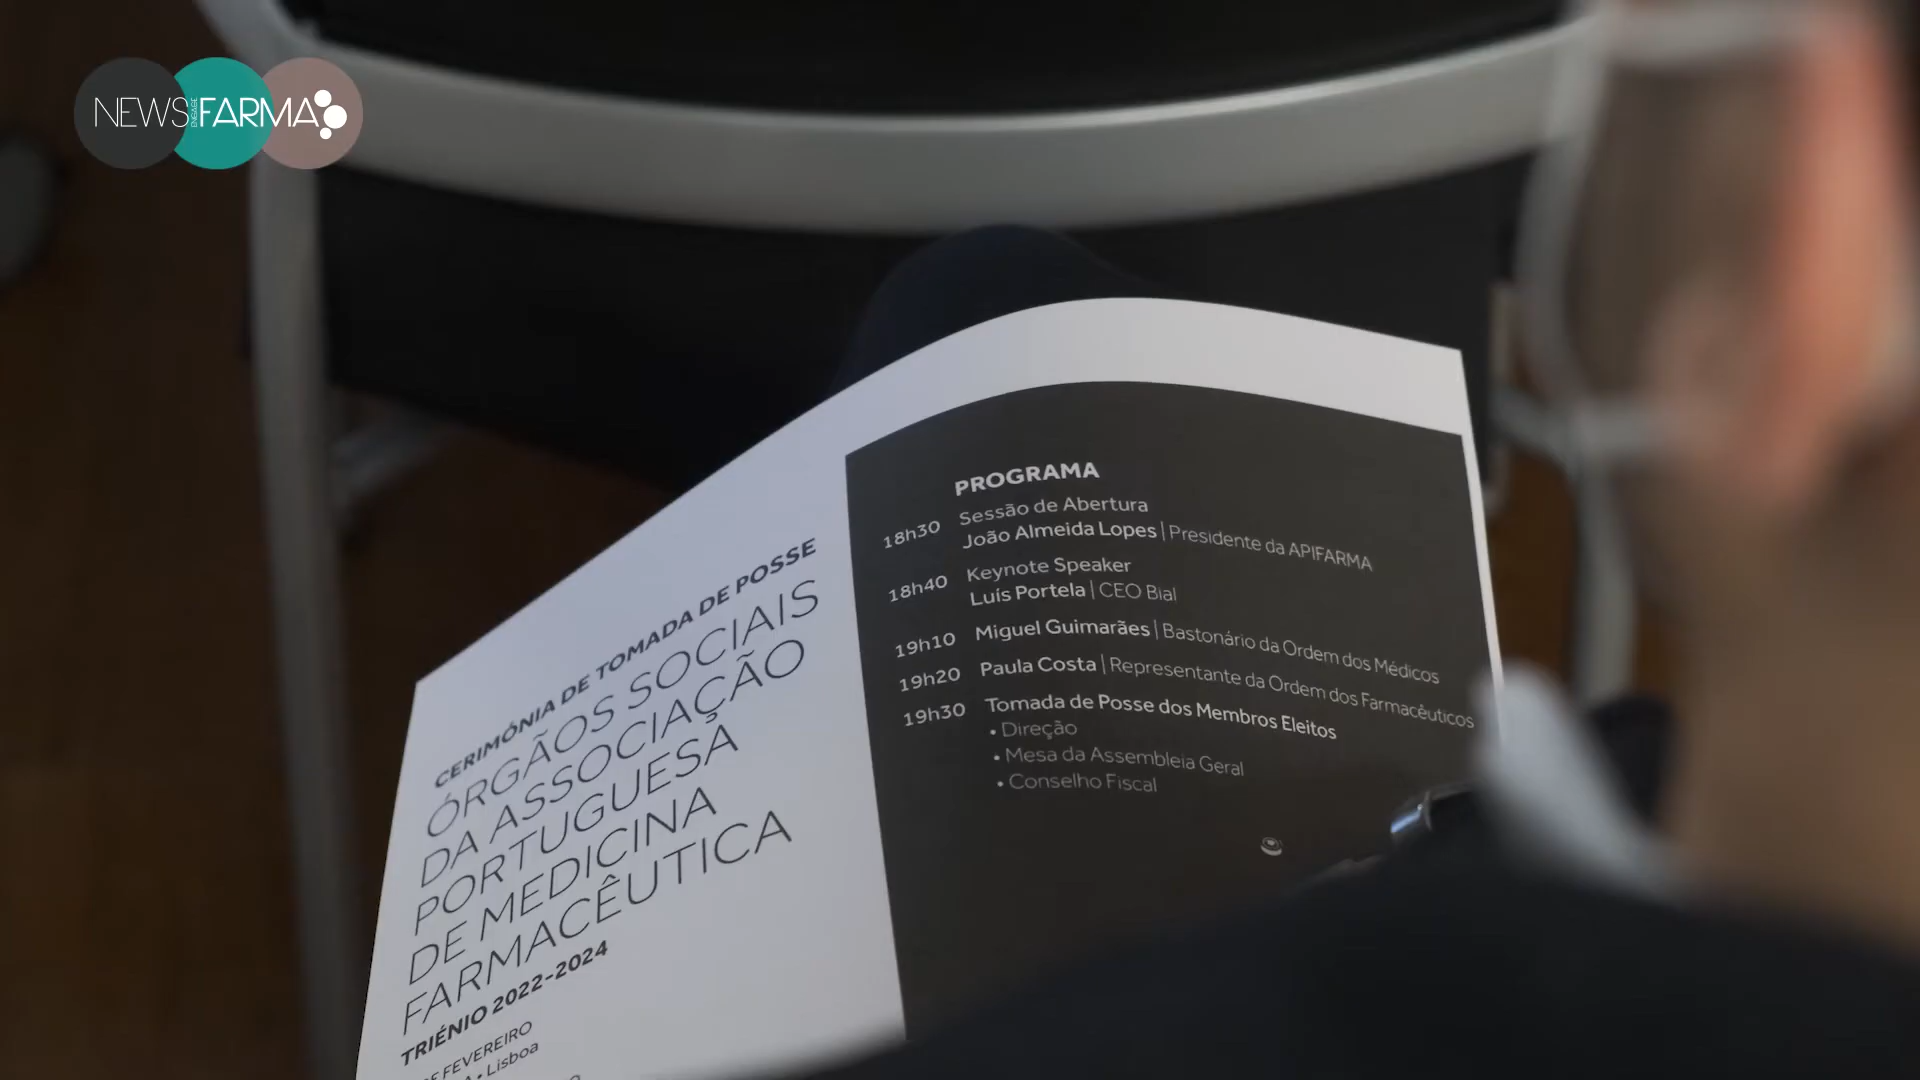 NEWS ENGAGE FARMA
CERIMÓNIA DE TOMADA DE POSSE
ÓRGÃOS SOCIAIS
DA ASSOCIAÇÃO
PORTUGUESA
DE MEDICINA
FARMACÊUTICA
TRIÉNIO 2022-2024
FEVEREIRO
• Lisboa
PROGRAMA
18h30 Sessão de Abertura
João Almeida Lopes | Presidente da APIFARMA
18h40 Keynote Speaker
Luís Portela | CEO Bial
19h10 Miguel Guimarães | Bastonário da Ordem dos Médicos
19h20 Paula Costa | Representante da Ordem dos Farmacêuticos
19h30 Tomada de Posse dos Membros Eleitos
• Direção
• Mesa da Assembleia Geral
• Conselho Fiscal